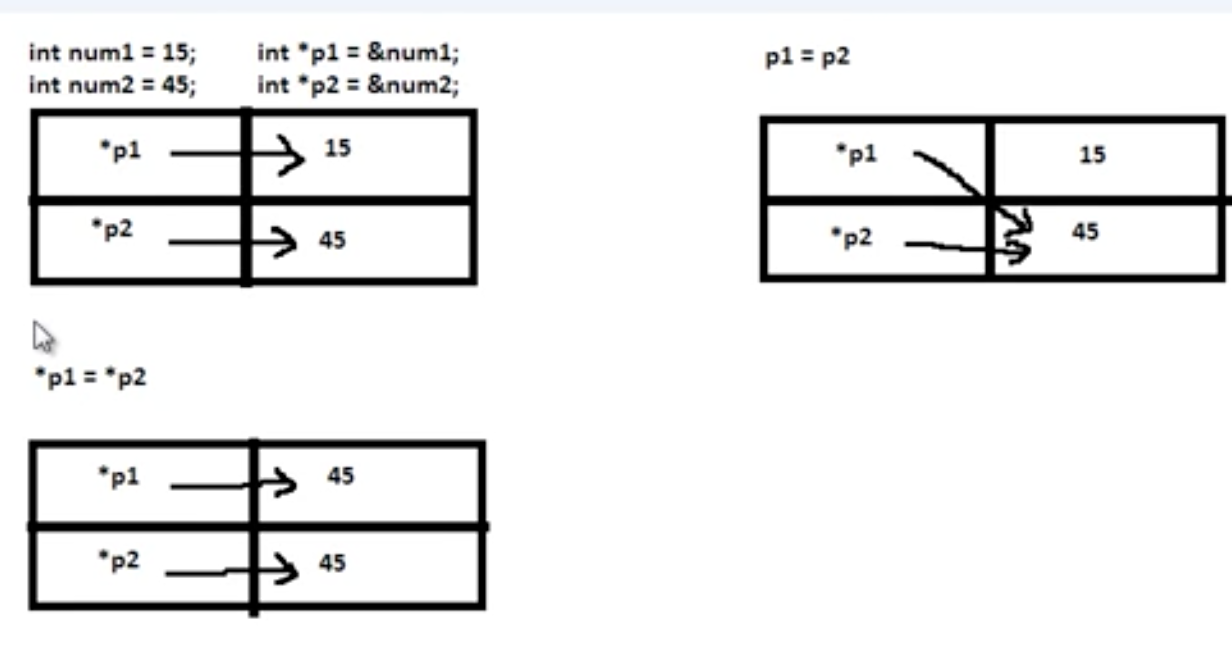 int num1 = 15; int *p1 = &num1;
int num2 = 45; int *p2 = &num2;
*p1 15
*p2 45
p1 = p2
*p1 15
*p2 45
*p1 = *p2
*p1 45
*p2 45